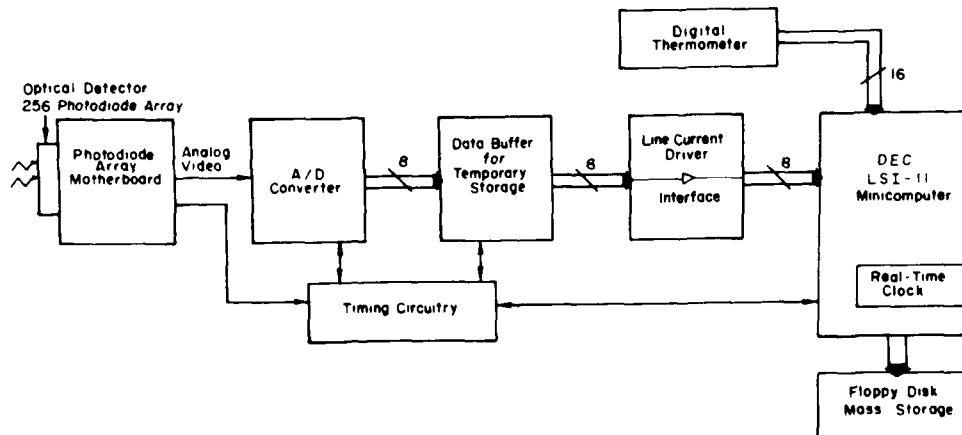 Digital
Thermometer
16
Optical Detector
256 Photodiode Array
Photodiode
Array
Motherboard
Analog
Video
A/D
Converter
8
Data Buffer
for
Temporary
Storage
8
Line Current
Driver
Interface
8
DEC
LSI-11
Minicomputer
Real-Time
Clock
Timing Circuitry
Floppy Disk
Mass Storage